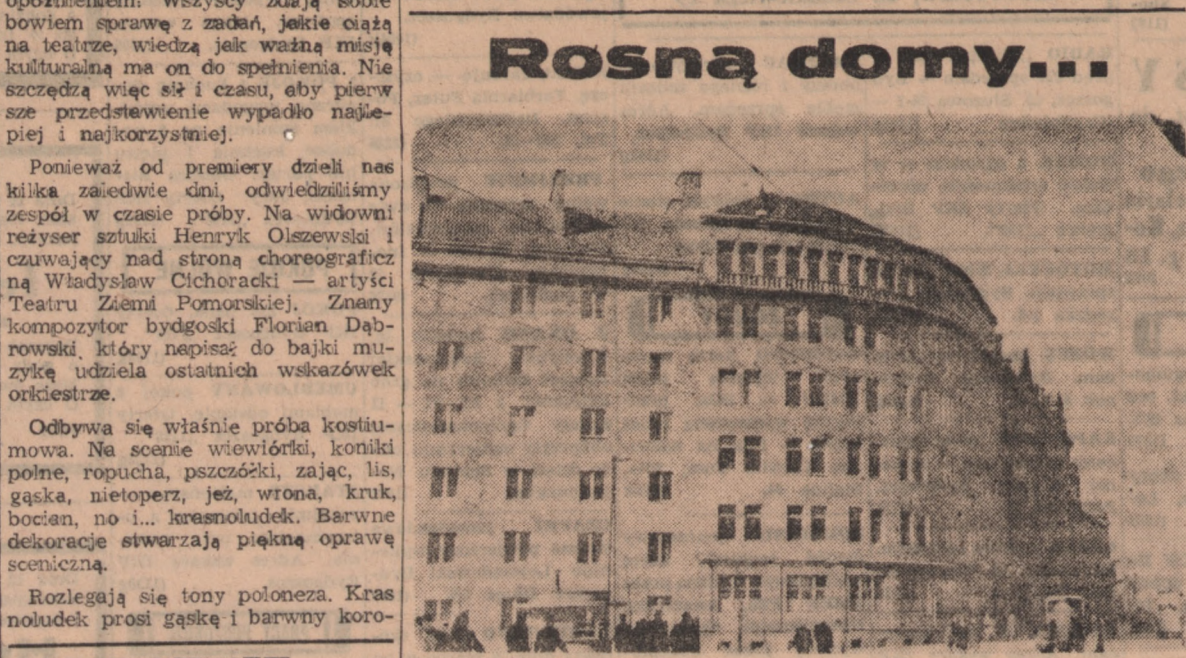 opóźnieniem. Wszyscy zdają sobie
bowiem sprawę z zadań, jakie ciążą
na teatrze, wiedzą jak ważną misję
kulturalną ma on do spełnienia. Nie
szczędzą więc sił i czasu, aby pierw
sze przedstawienie wypadło najle-
piej i najkorzystniej.
Ponieważ od premiery dzieli nas
kilka zaledwie dni, odwiedziliśmy
zespół w czasie próby. Na widowni
reżyser sztuki Henryk Olszewski i
czuwający nad stroną choreograficz
ną Władysław Cichoracki — artyści
Teatru Ziemi Pomorskiej. Znany
kompozytor bydgoski Florian Dąb-
rowski, który napisał do bajki mu-
zykę udziela ostatnich wskazówek
orkiestrze.
Odbywa się właśnie próba kostiu-
mowa. Na scenie wiewiórki, koniki
polne, ropucha, pszczółki, zając, lis,
gąska, nietoperz, jeż, wrona, kruk,
bocian, no i... krasnoludek. Barwne
dekoracje stwarzają piękną oprawę
sceniczną.
Rozlegają się tony poloneza. Kras
noludek prosi gąskę i barwny koro-
Rosną domy...